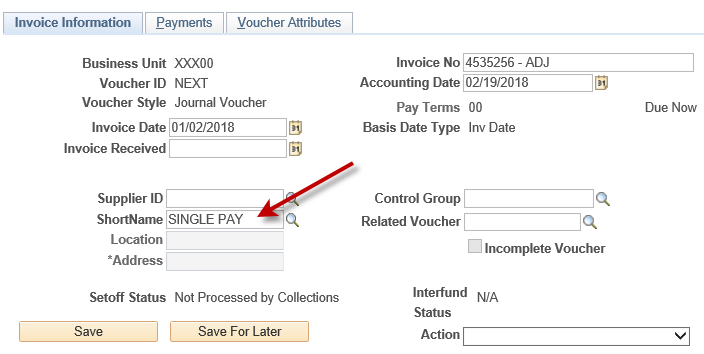 Invoice Information Payments Voucher Attributes
Business Unit XXX00 Invoice No 4535256 - ADJ
Voucher ID NEXT Accounting Date 02/19/2018 31
Voucher Style Journal Voucher Pay Terms 00 Due Now
Invoice Date 01/02/2018 31 Basis Date Type Inv Date
Invoice Received 31
Supplier ID Control Group
ShortName SINGLE PAY Related Voucher
Location
Incomplete Voucher
*Address
Setoff Status Not Processed by Collections Interfund Status N/A
Save Save For Later Action